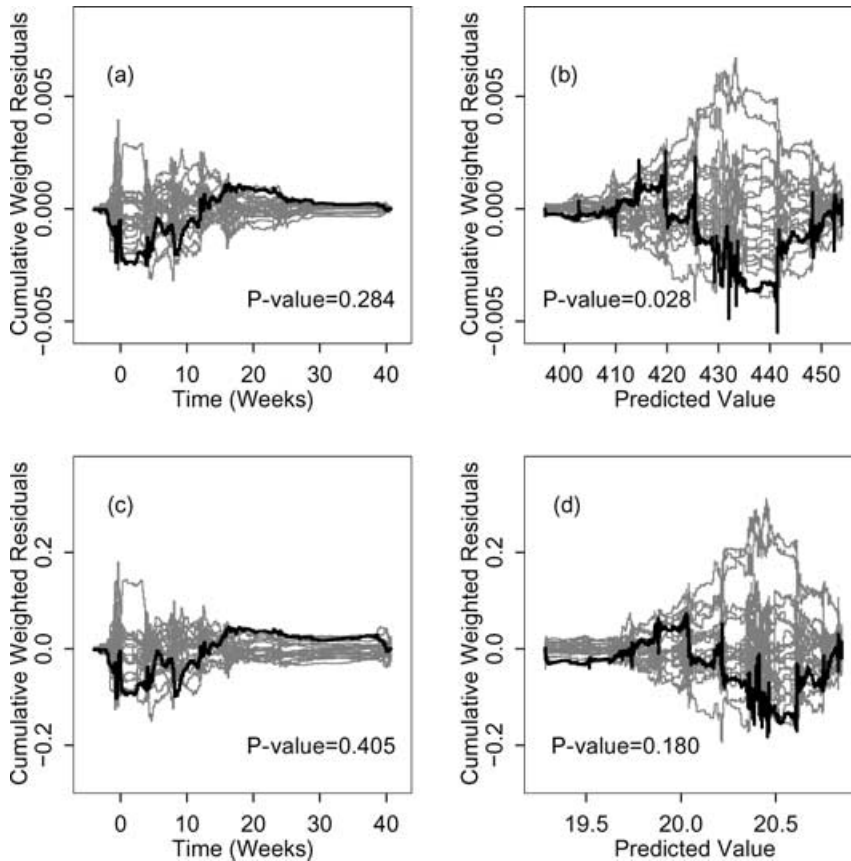 Cumulative Weighted Residuals
0.005
0.000
−0.005
(a)
P-value=0.284
0 10 20 30 40
Time (Weeks)
Cumulative Weighted Residuals
0.005
0.000
−0.005
(b)
P-value=0.028
400 410 420 430 440 450
Predicted Value
Cumulative Weighted Residuals
0.2
0.0
−0.2
(c)
P-value=0.405
0 10 20 30 40
Time (Weeks)
Cumulative Weighted Residuals
0.2
0.0
−0.2
(d)
P-value=0.180
19.5 20.0 20.5
Predicted Value